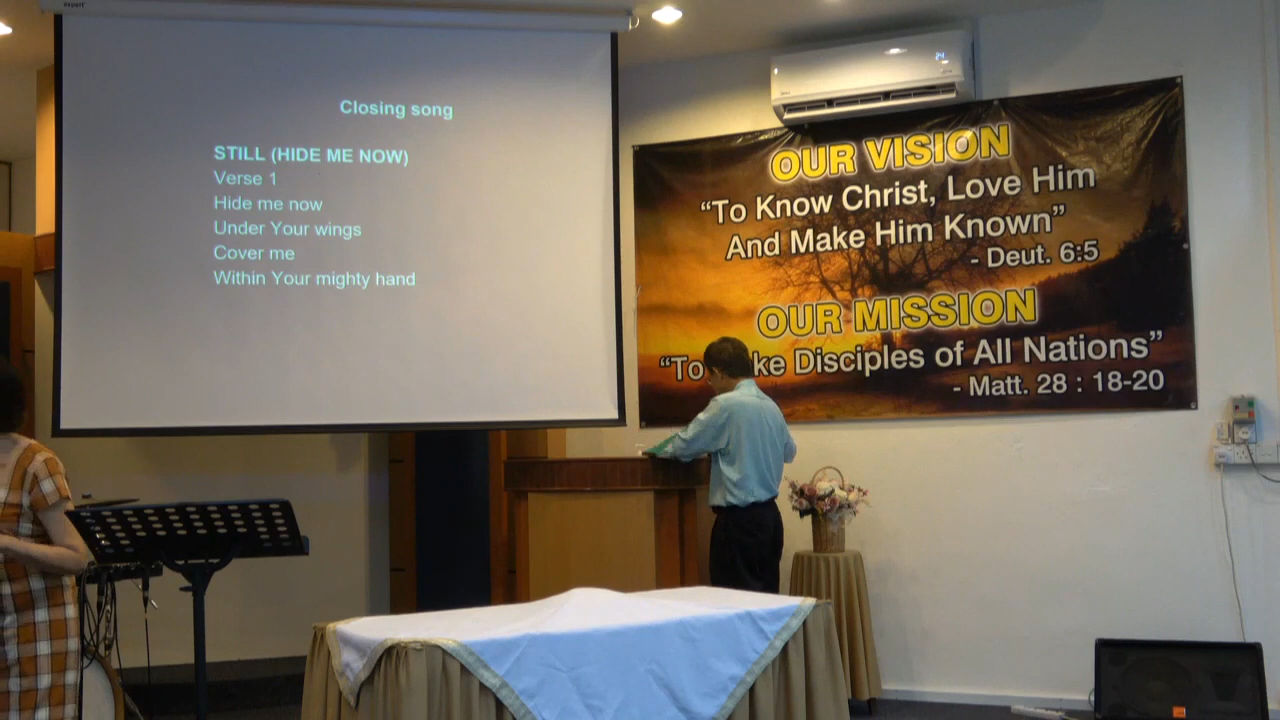 expert
Closing song
STILL (HIDE ME NOW)
Verse 1
Hide me now
Under Your wings
Cover me
Within Your mighty hand
24
OUR VISION
“To Know Christ, Love Him
And Make Him Known”
- Deut. 6:5
OUR MISSION
“To ke Disciples of All Nations”
- Matt. 28 : 18-20